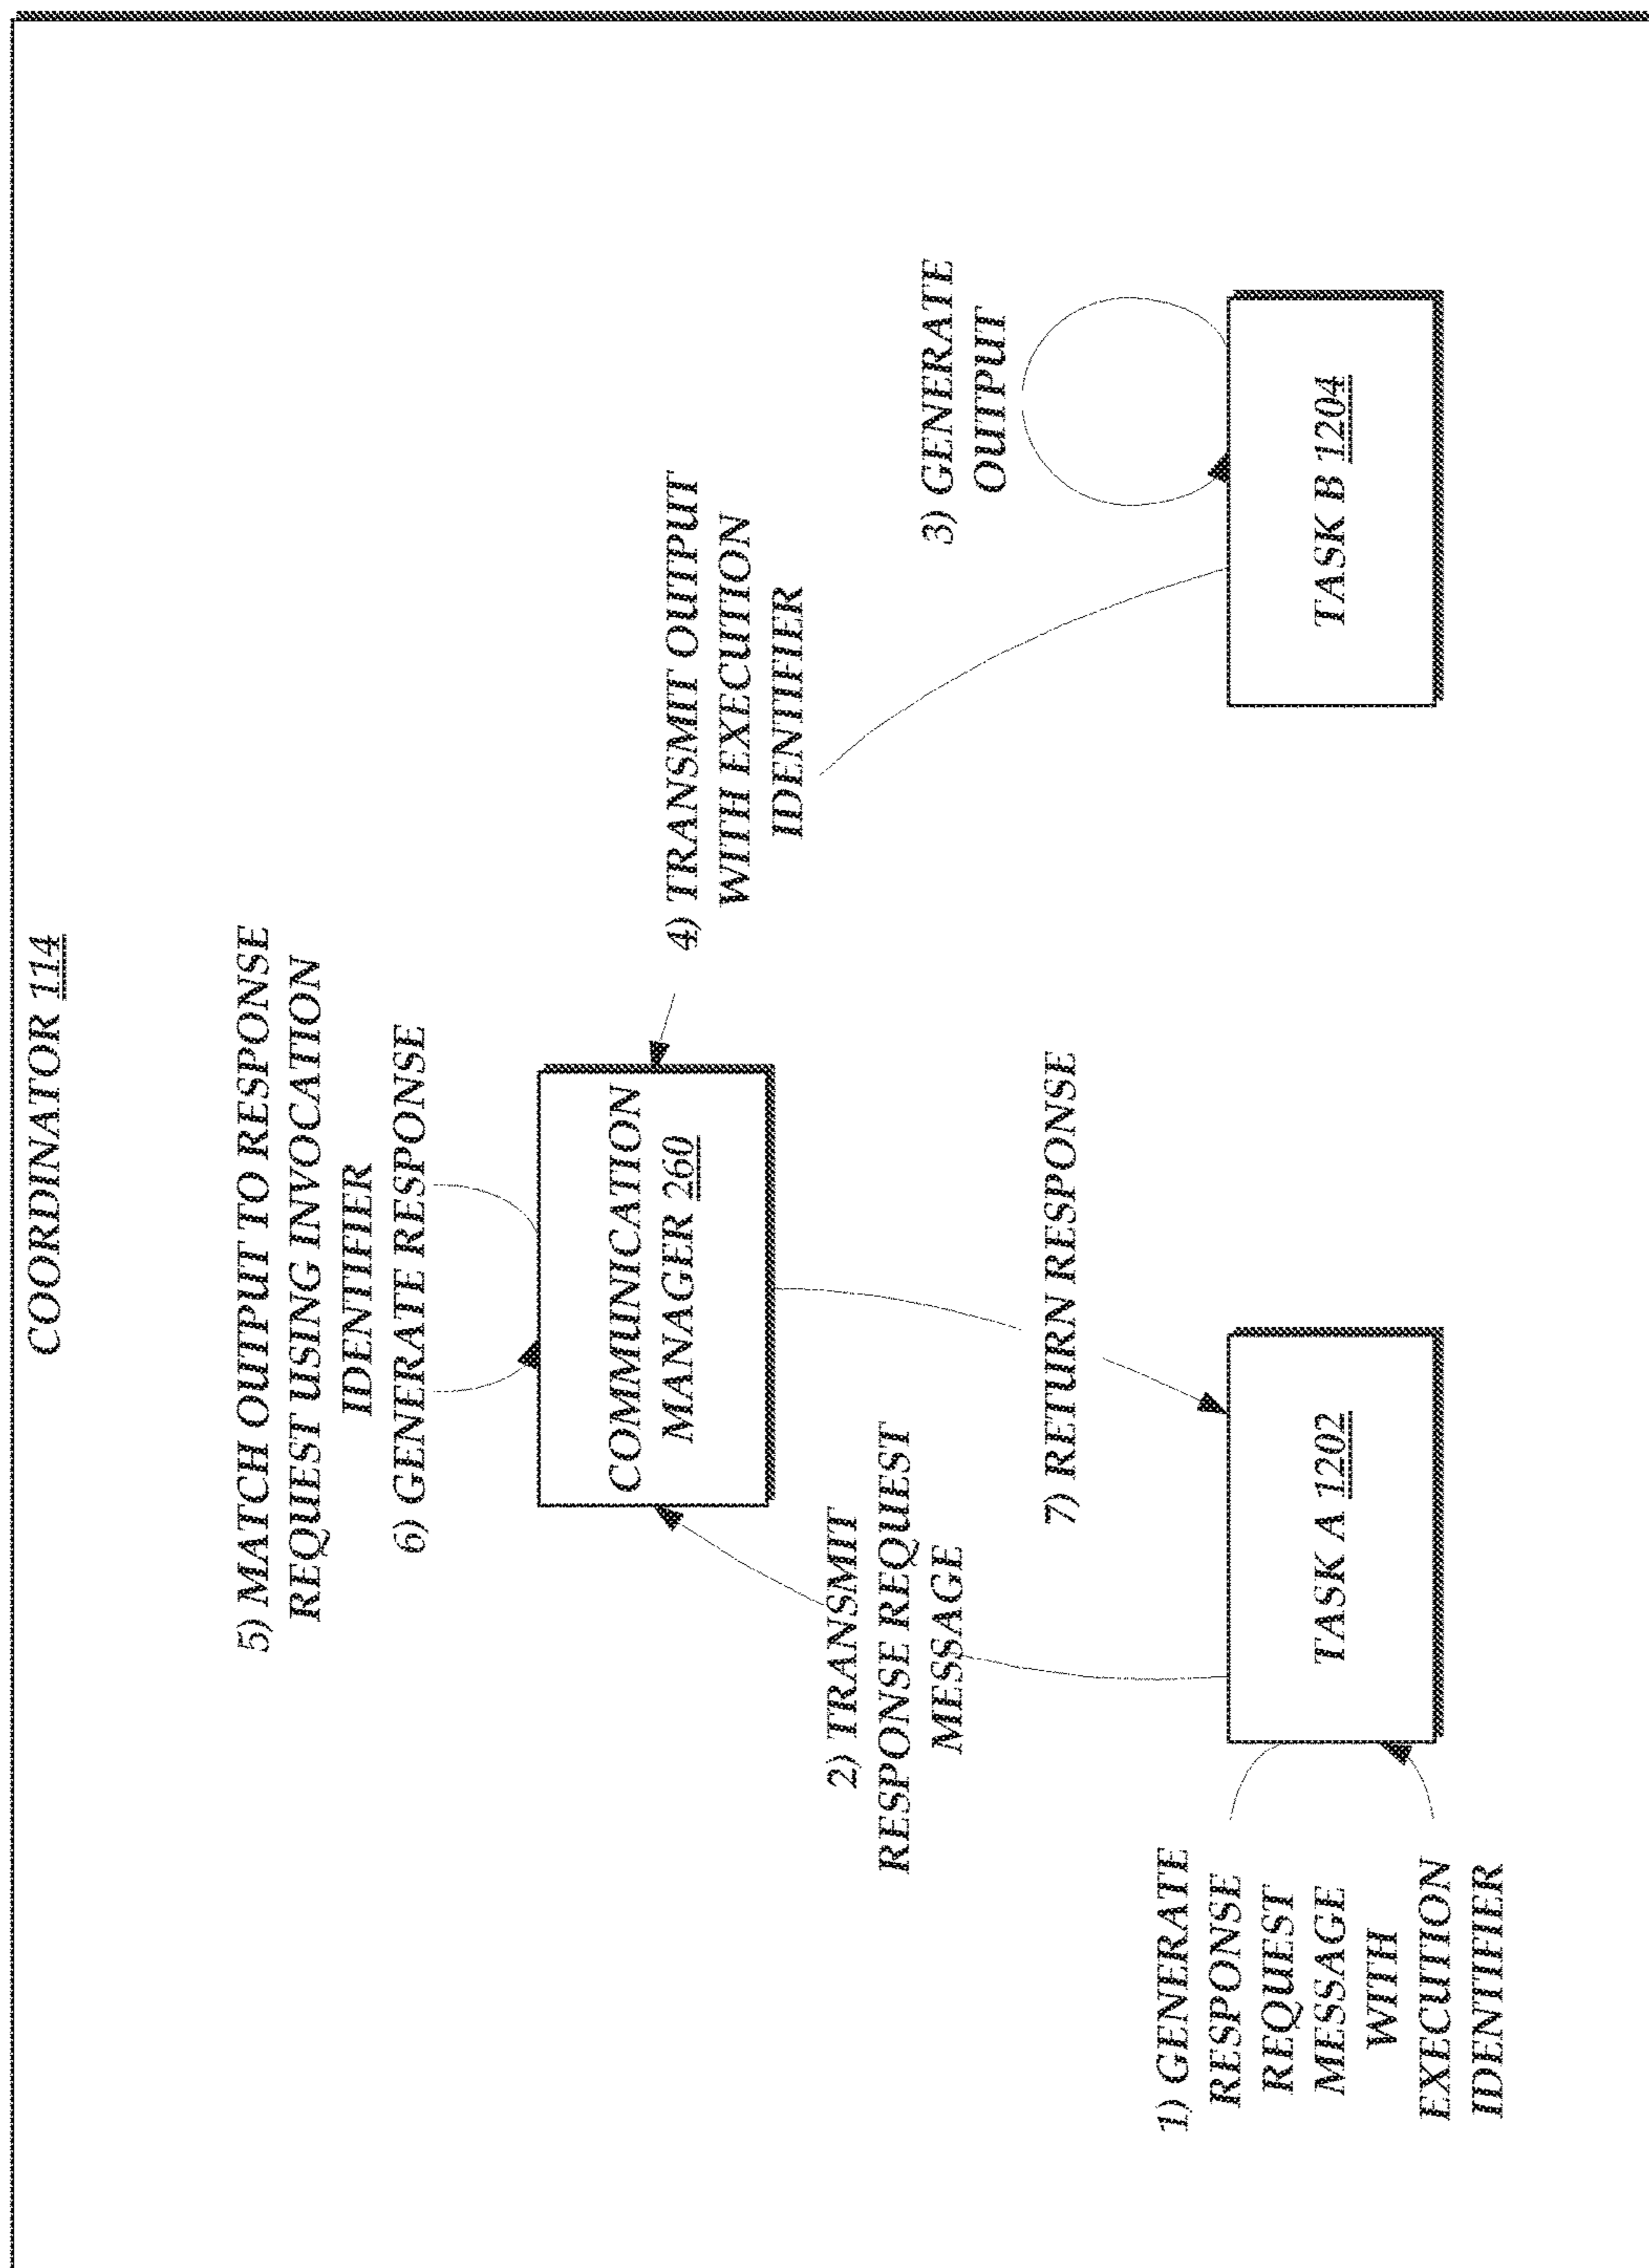 COORDINATOR 114
5) MATCH OUTPUT TO RESPONSE
REQUEST USING INVOCATION
IDENTIFIER
6) GENERATE RESPONSE
COMMUNICATION
MANAGER 260
4) TRANSMIT OUTPUT
WITH EXECUTION
IDENTIFIER
2) TRANSMIT
RESPONSE REQUEST
MESSAGE
3) GENERATE
OUTPUT
7) RETURN RESPONSE
1) GENERATE
RESPONSE
REQUEST
MESSAGE
WITH
EXECUTION
IDENTIFIER
TASK A 1202
TASK B 1204